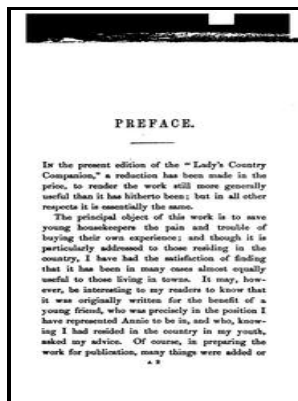 PREFACE.
In the present edition of the "Lady's Country
Companion," a reduction has been made in the
price, to render the work still more generally
useful than it has hitherto been; but in all other
respects it is essentially the same.
The principal object of this work is to save
young housekeepers the pain and trouble of
buying their own experience; and though it is
particularly addressed to those residing in the
country, I have had the satisfaction of finding
that it has been in many cases almost equally
useful to those living in towns. It may, how-
ever, be interesting to my readers to know that
it was originally written for the benefit of a
young friend, who was precisely in the position I
have represented Annie to be in, and who, know-
ing I had resided in the country in my youth,
asked my advice. Of course, in preparing the
work for publication, many things were added or